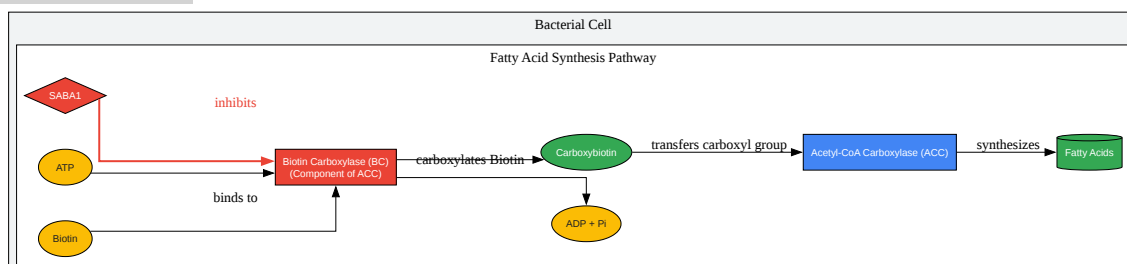 Bacterial Cell
Fatty Acid Synthesis Pathway
SABA1
inhibits
ATP
binds to
Biotin
Biotin Carboxylase (BC)
(Component of ACC)
carboxylates Biotin
Carboxybiotin
ADP + Pi
transfers carboxyl group
Acetyl-CoA Carboxylase (ACC)
synthesizes
Fatty Acids